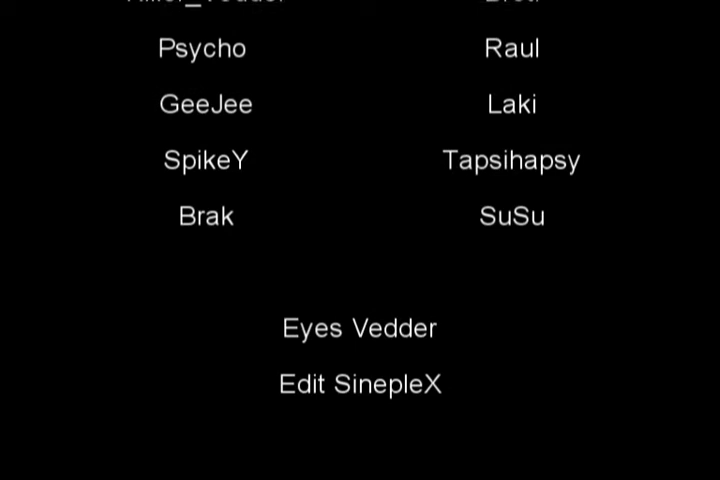 Psycho Raul
GeeJee Laki
SpikeY Tapsihapsy
Brak SuSu
Eyes Vedder
Edit SinepleX